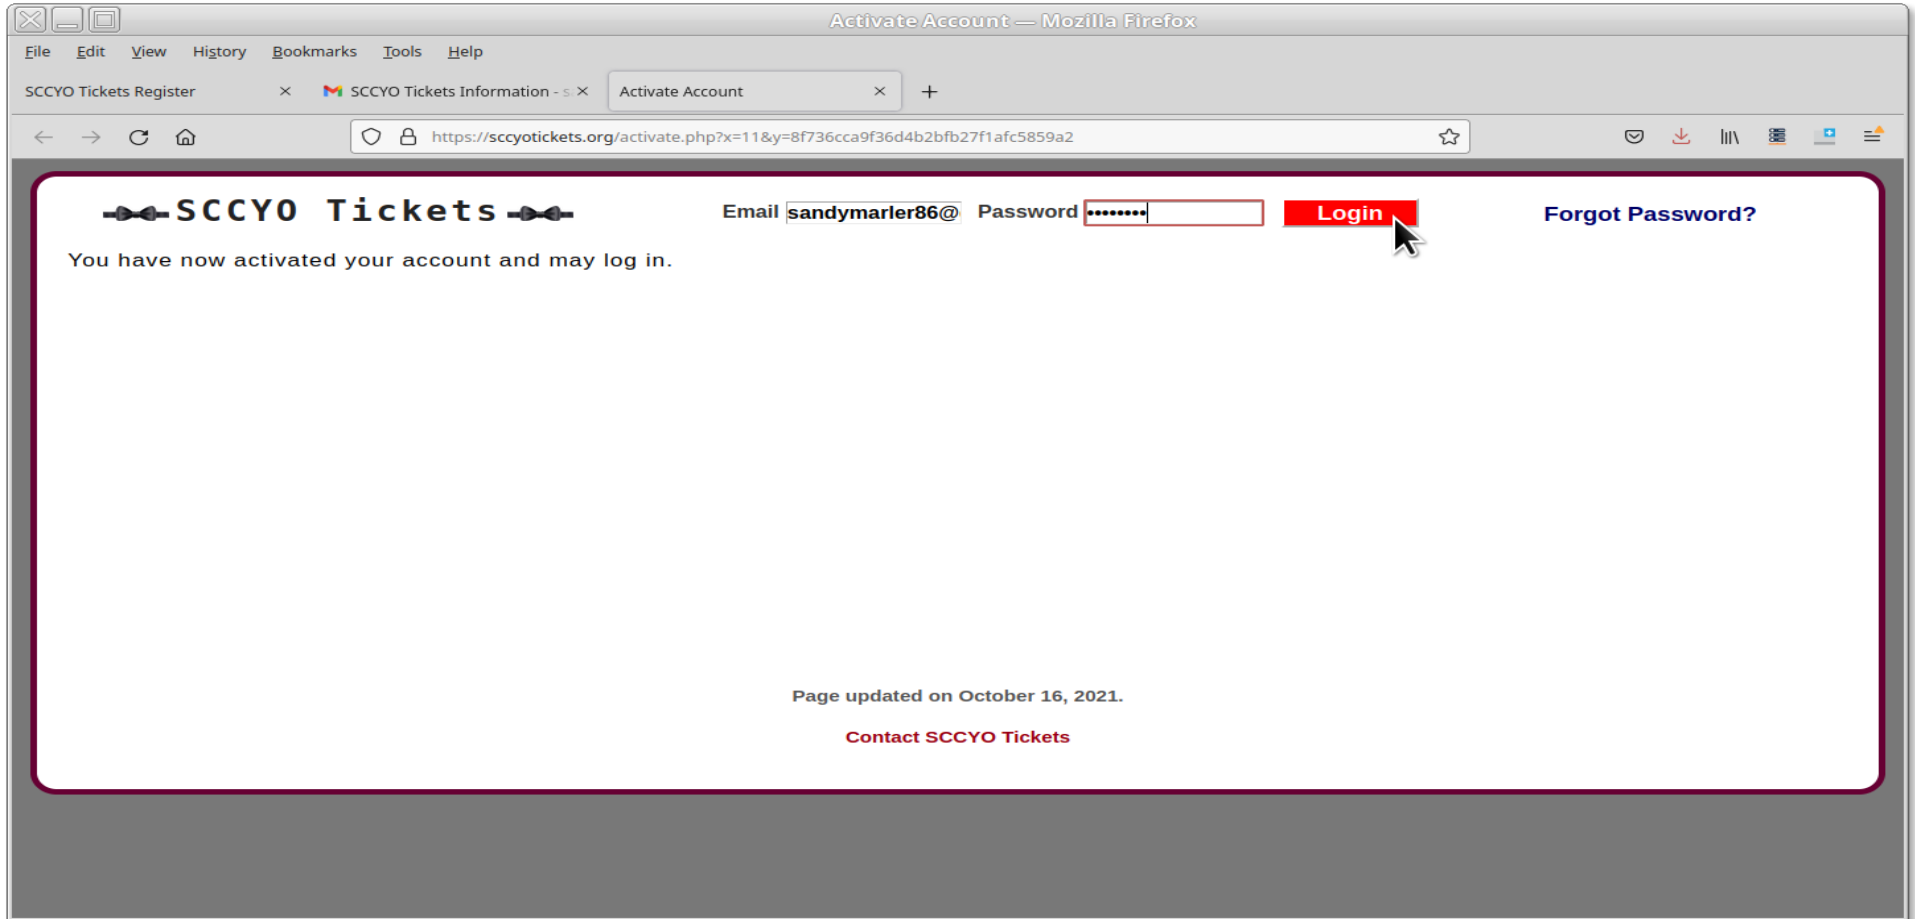 Activate Account — Mozilla Firefox
File Edit View History Bookmarks Tools Help
SCCYO Tickets Register SCCYO Tickets Information - s Activate Account
https://sccyotickets.org/activate.php?x=11&y=8f736cca9f36d4b2bfb27f1afc5859a2
SCCYO Tickets Email sandymarler86@ Password •••••••• Login Forgot Password?
You have now activated your account and may log in.
Page updated on October 16, 2021.
Contact SCCYO Tickets